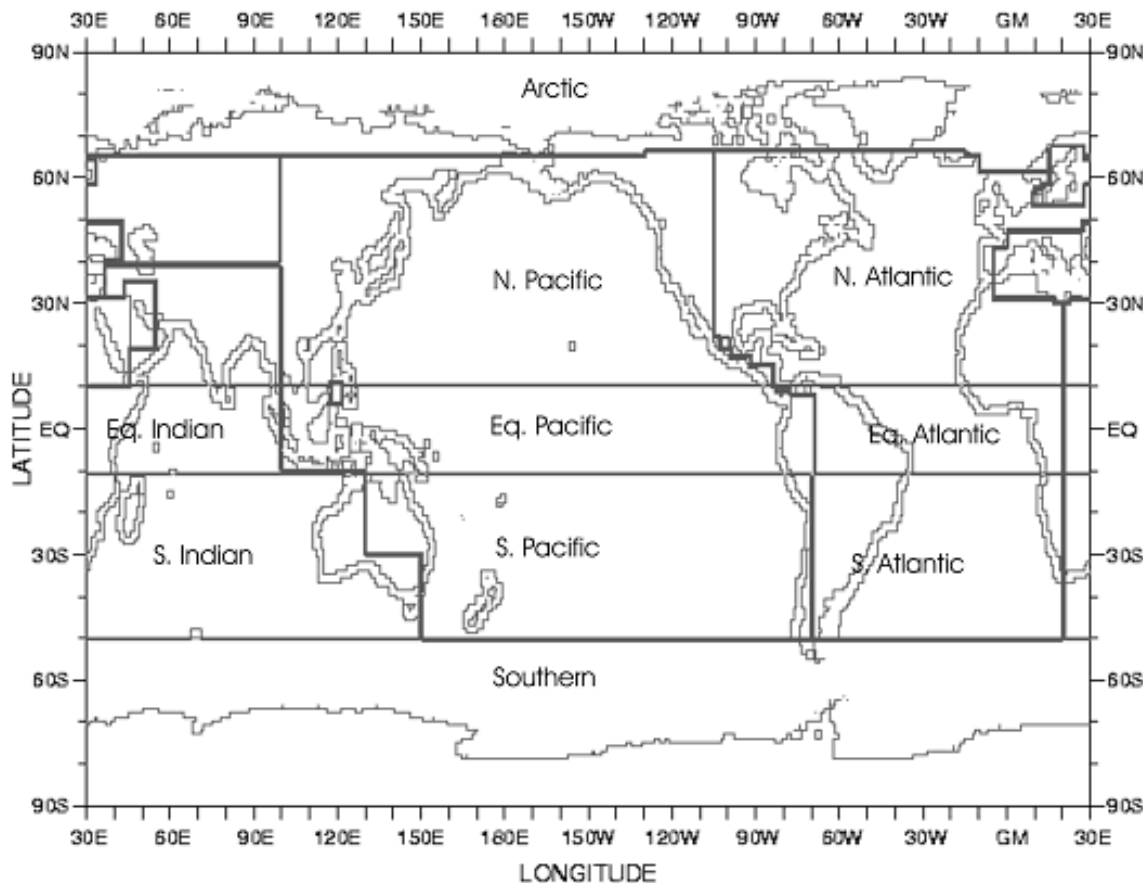 30E 60E 90E 120E 150E 160E 150W 120W 90W 60W 30W GM 30E
90N 90N
Arctic
60N 60N
N. Pacific N. Atlantic
30N 30N
LATITUDE
EQ Eq. Indian Eq. Pacific Eq. Atlantic EQ
30S S. Indian S. Pacific S. Atlantic 30S
Southern
60S 60S
90S 90S
30E 60E 90E 120E 150E 160E 150W 120W 90W 60W 30W GM 30E
LONGITUDE